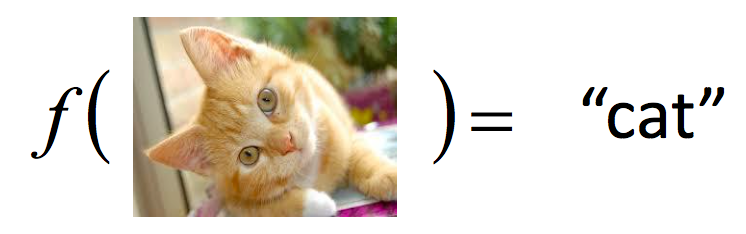 f( ) = “cat”